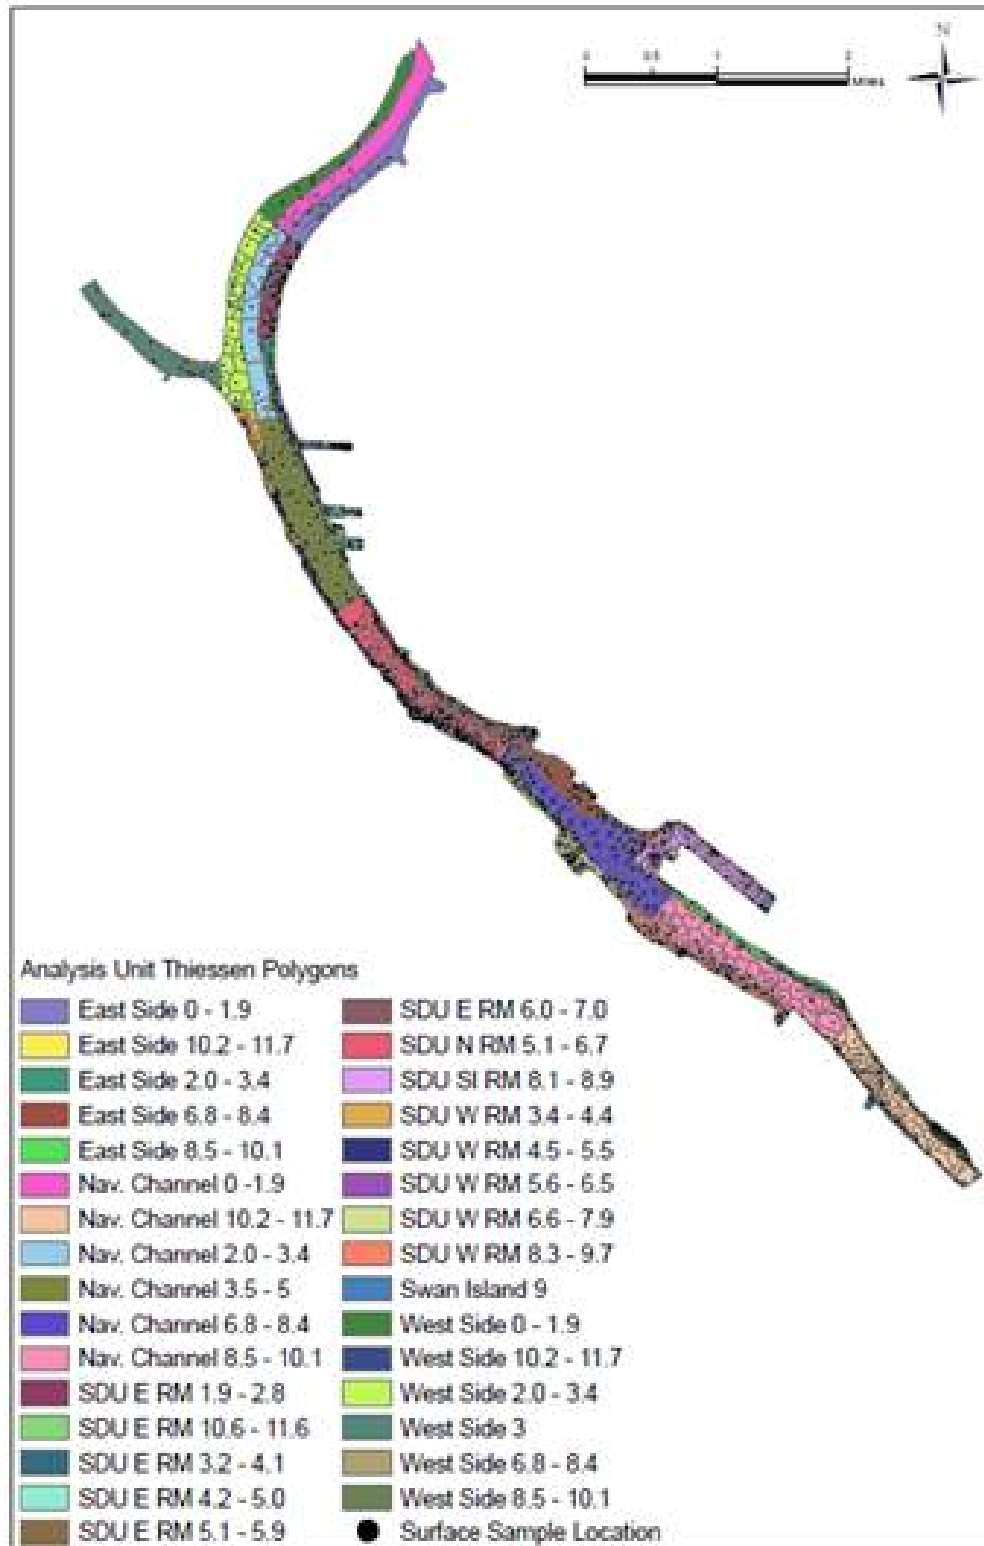 N
0 0.5 1 2
Miles
Analysis Unit Thiessen Polygons
East Side 0 - 1.9
East Side 10.2 - 11.7
East Side 2.0 - 3.4
East Side 6.8 - 8.4
East Side 8.5 - 10.1
Nav. Channel 0 -1.9
Nav. Channel 10.2 - 11.7
Nav. Channel 2.0 - 3.4
Nav. Channel 3.5 - 5
Nav. Channel 6.8 - 8.4
Nav. Channel 8.5 - 10.1
SDU E RM 1.9 - 2.8
SDU E RM 10.6 - 11.6
SDU E RM 3.2 - 4.1
SDU E RM 4.2 - 5.0
SDU E RM 5.1 - 5.9
SDU E RM 6.0 - 7.0
SDU N RM 5.1 - 6.7
SDU SI RM 8.1 - 8.9
SDU W RM 3.4 - 4.4
SDU W RM 4.5 - 5.5
SDU W RM 5.6 - 6.5
SDU W RM 6.6 - 7.9
SDU W RM 8.3 - 9.7
Swan Island 9
West Side 0 - 1.9
West Side 10.2 - 11.7
West Side 2.0 - 3.4
West Side 3
West Side 6.8 - 8.4
West Side 8.5 - 10.1
Surface Sample Location